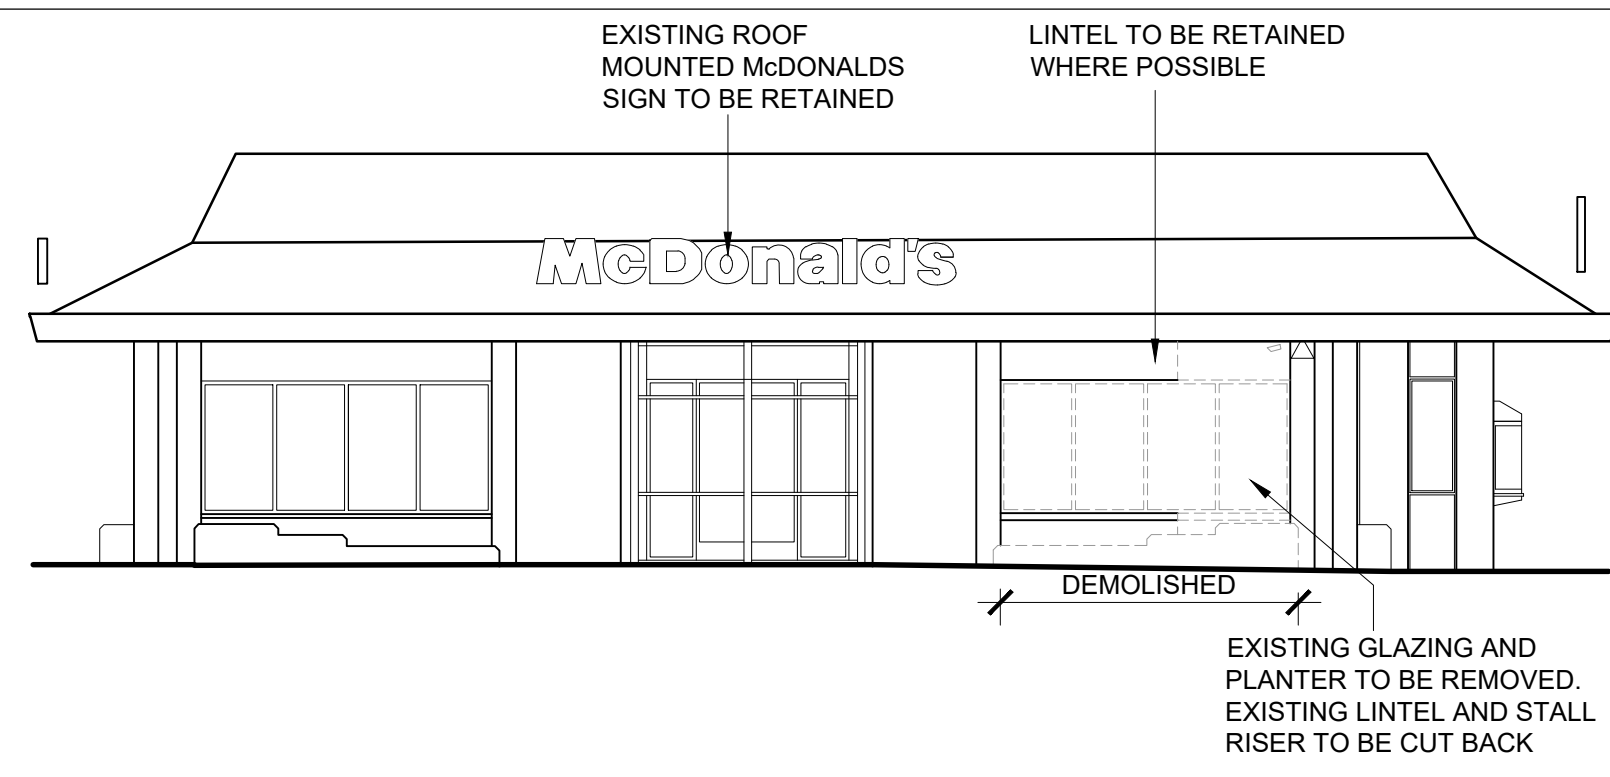 EXISTING ROOF
MOUNTED McDONALDS
SIGN TO BE RETAINED
LINTEL TO BE RETAINED
WHERE POSSIBLE
McDonald's
DEMOLISHED
EXISTING GLAZING AND
PLANTER TO BE REMOVED.
EXISTING LINTEL AND STALL
RISER TO BE CUT BACK